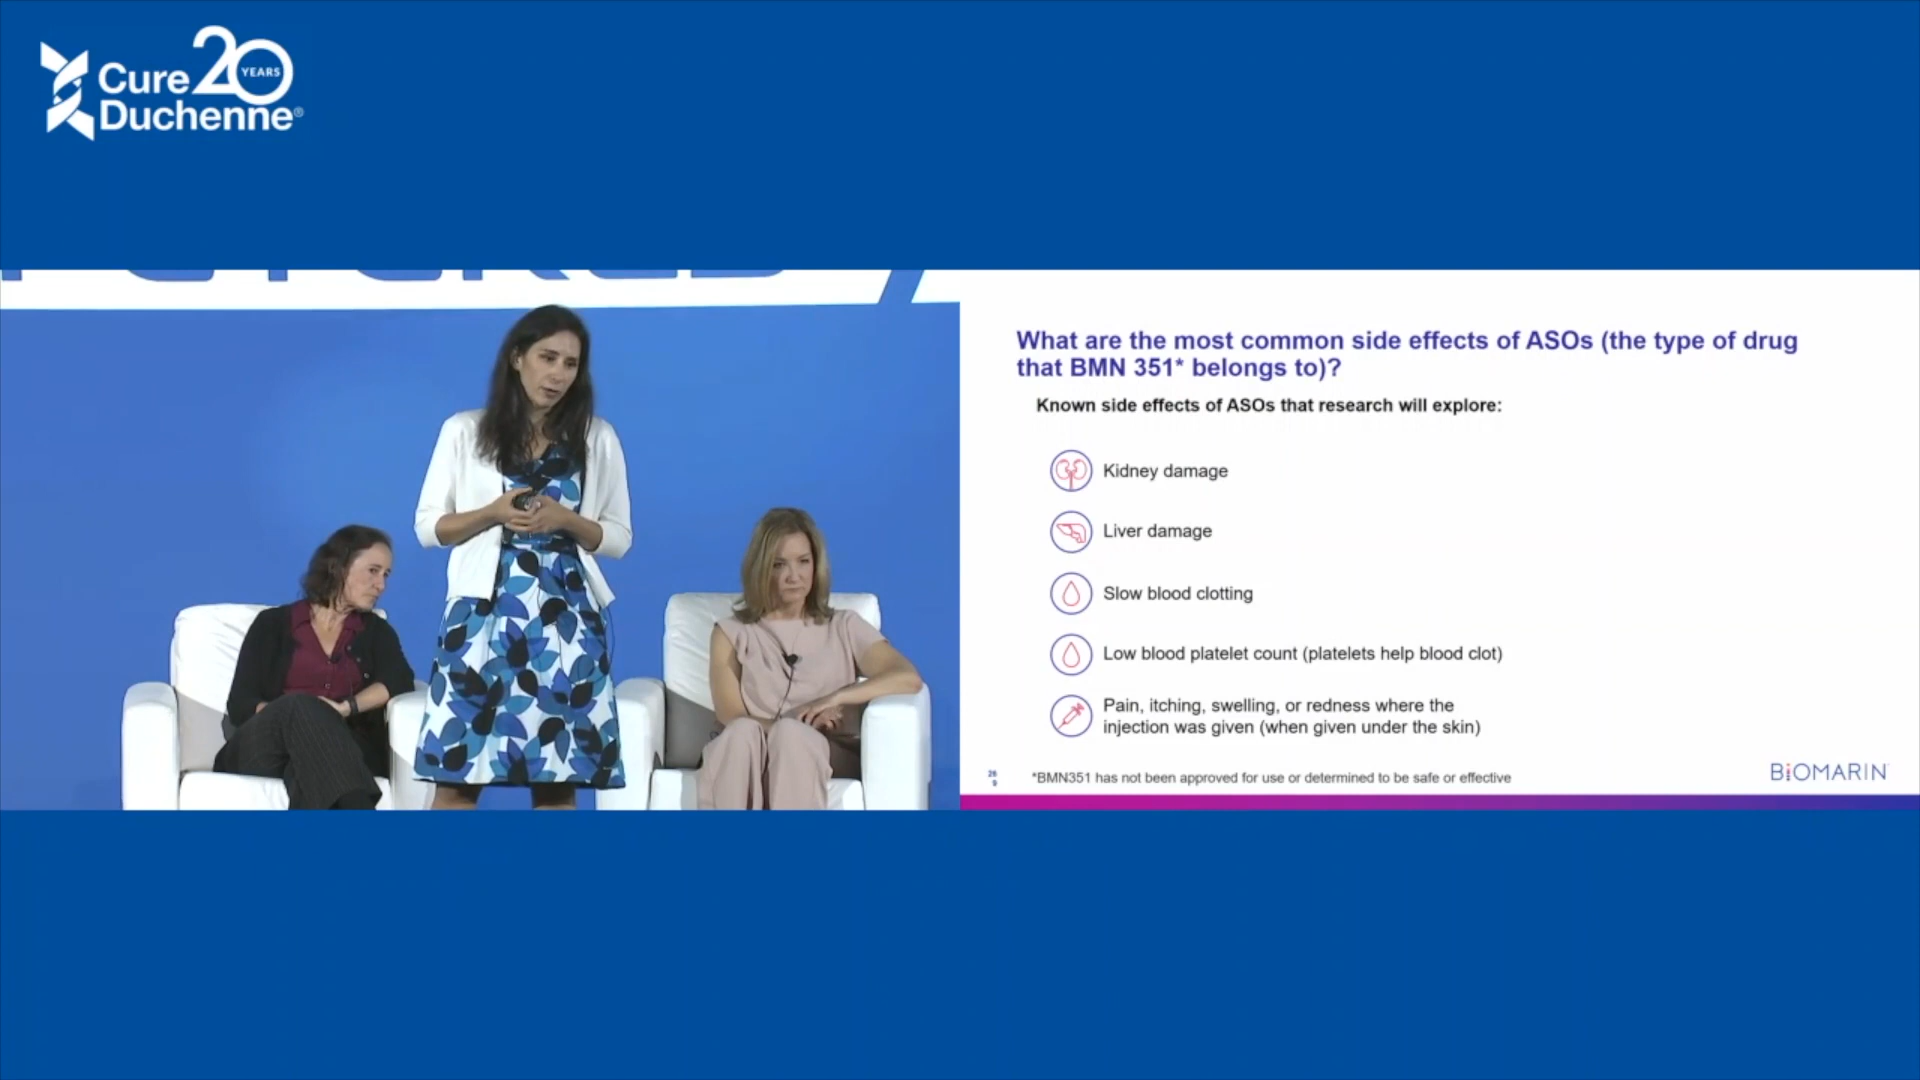 Cure 20 YEARS
Duchenne®
What are the most common side effects of ASOs (the type of drug
that BMN 351* belongs to)?
Known side effects of ASOs that research will explore:
Kidney damage
Liver damage
Slow blood clotting
Low blood platelet count (platelets help blood clot)
Pain, itching, swelling, or redness where the
injection was given (when given under the skin)
26
9
*BMN351 has not been approved for use or determined to be safe or effective
BIOMARIN